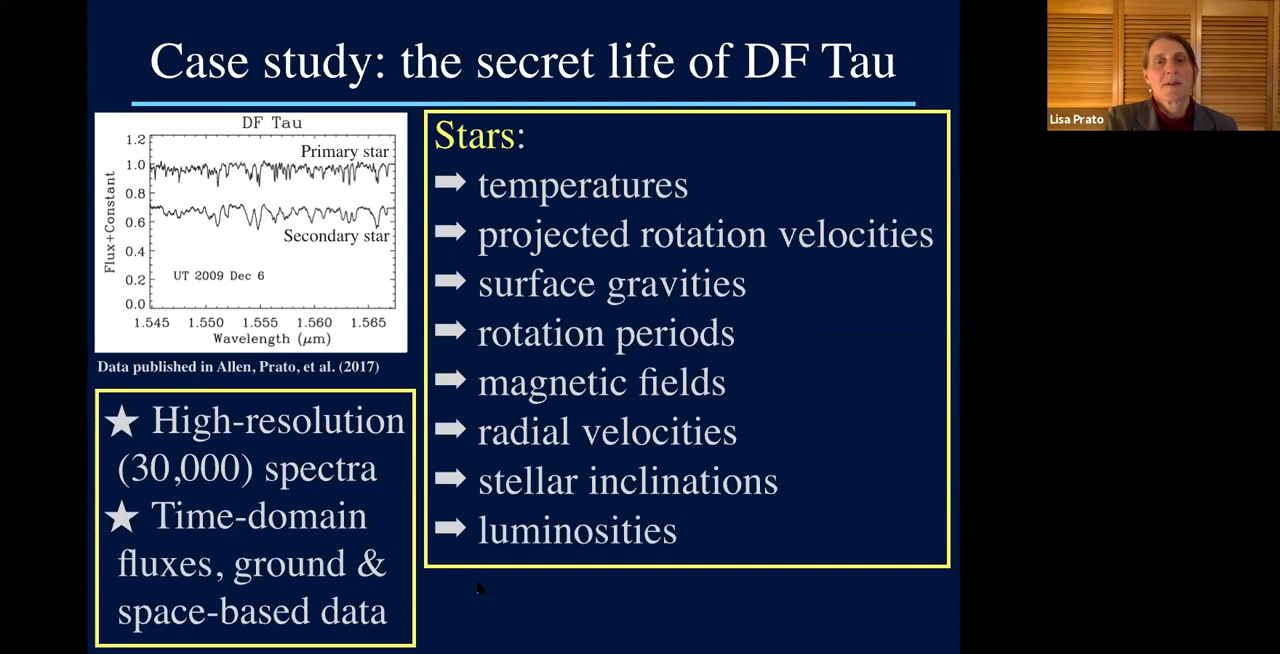 Case study: the secret life of DF Tau
DF Tau
Primary star
Secondary star
UT 2009 Dec 6
Flux+Constant
1.2
1.0
0.8
0.6
0.4
0.2
0.0
1.545 1.550 1.555 1.560 1.565
Wavelength (μm)
Data published in Allen, Prato, et al. (2017)
★ High-resolution
(30,000) spectra
★ Time-domain
fluxes, ground &
space-based data
Stars:
➡ temperatures
➡ projected rotation velocities
➡ surface gravities
➡ rotation periods
➡ magnetic fields
➡ radial velocities
➡ stellar inclinations
➡ luminosities
Lisa Prato